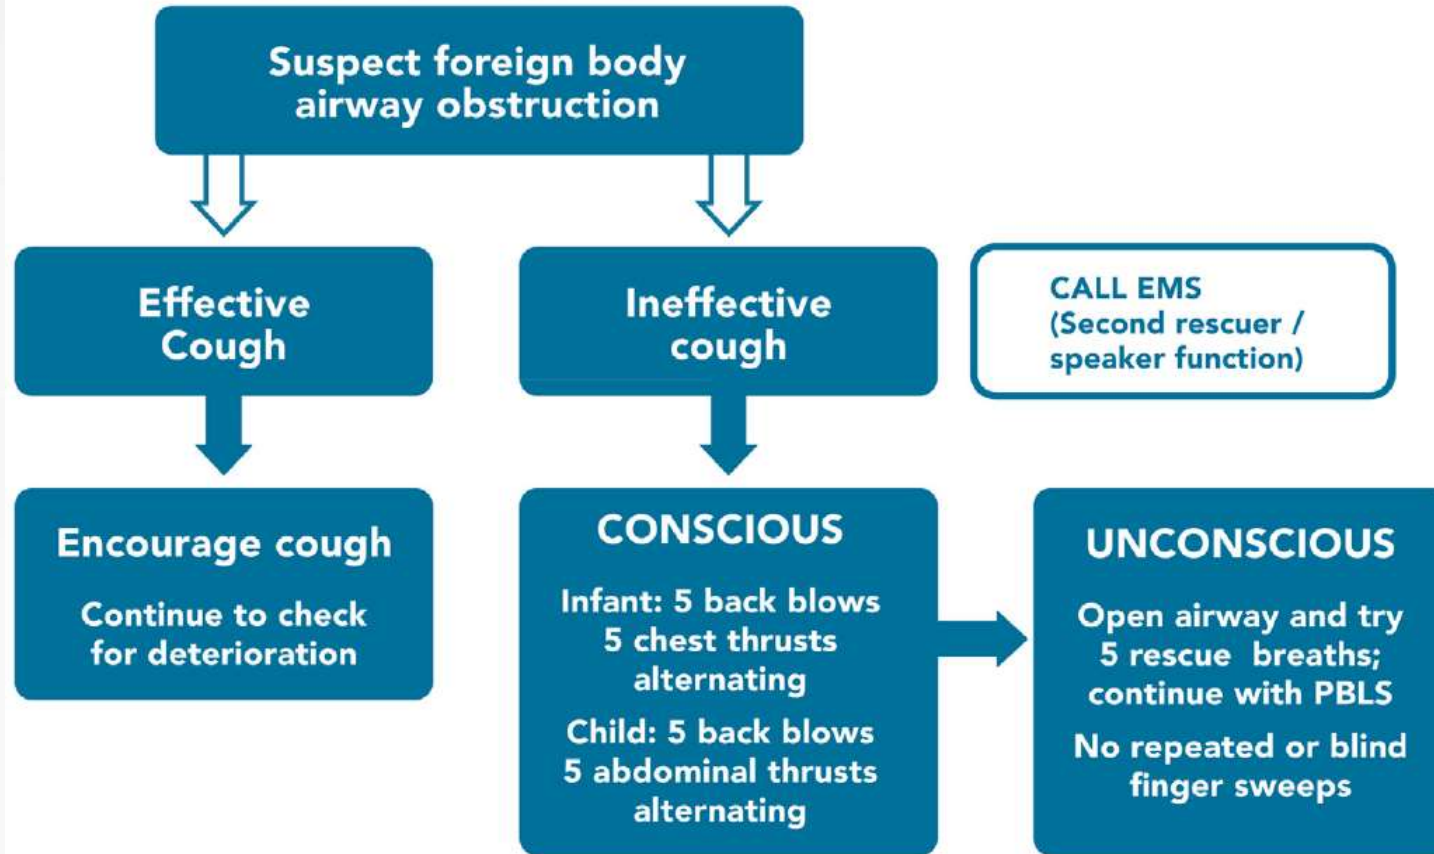 Suspect foreign body
airway obstruction
Effective
Cough
Ineffective
cough
CALL EMS
(Second rescuer /
speaker function)
Encourage cough
Continue to check
for deterioration
CONSCIOUS
Infant: 5 back blows
5 chest thrusts
alternating
Child: 5 back blows
5 abdominal thrusts
alternating
UNCONSCIOUS
Open airway and try
5 rescue breaths;
continue with PBLS
No repeated or blind
finger sweeps